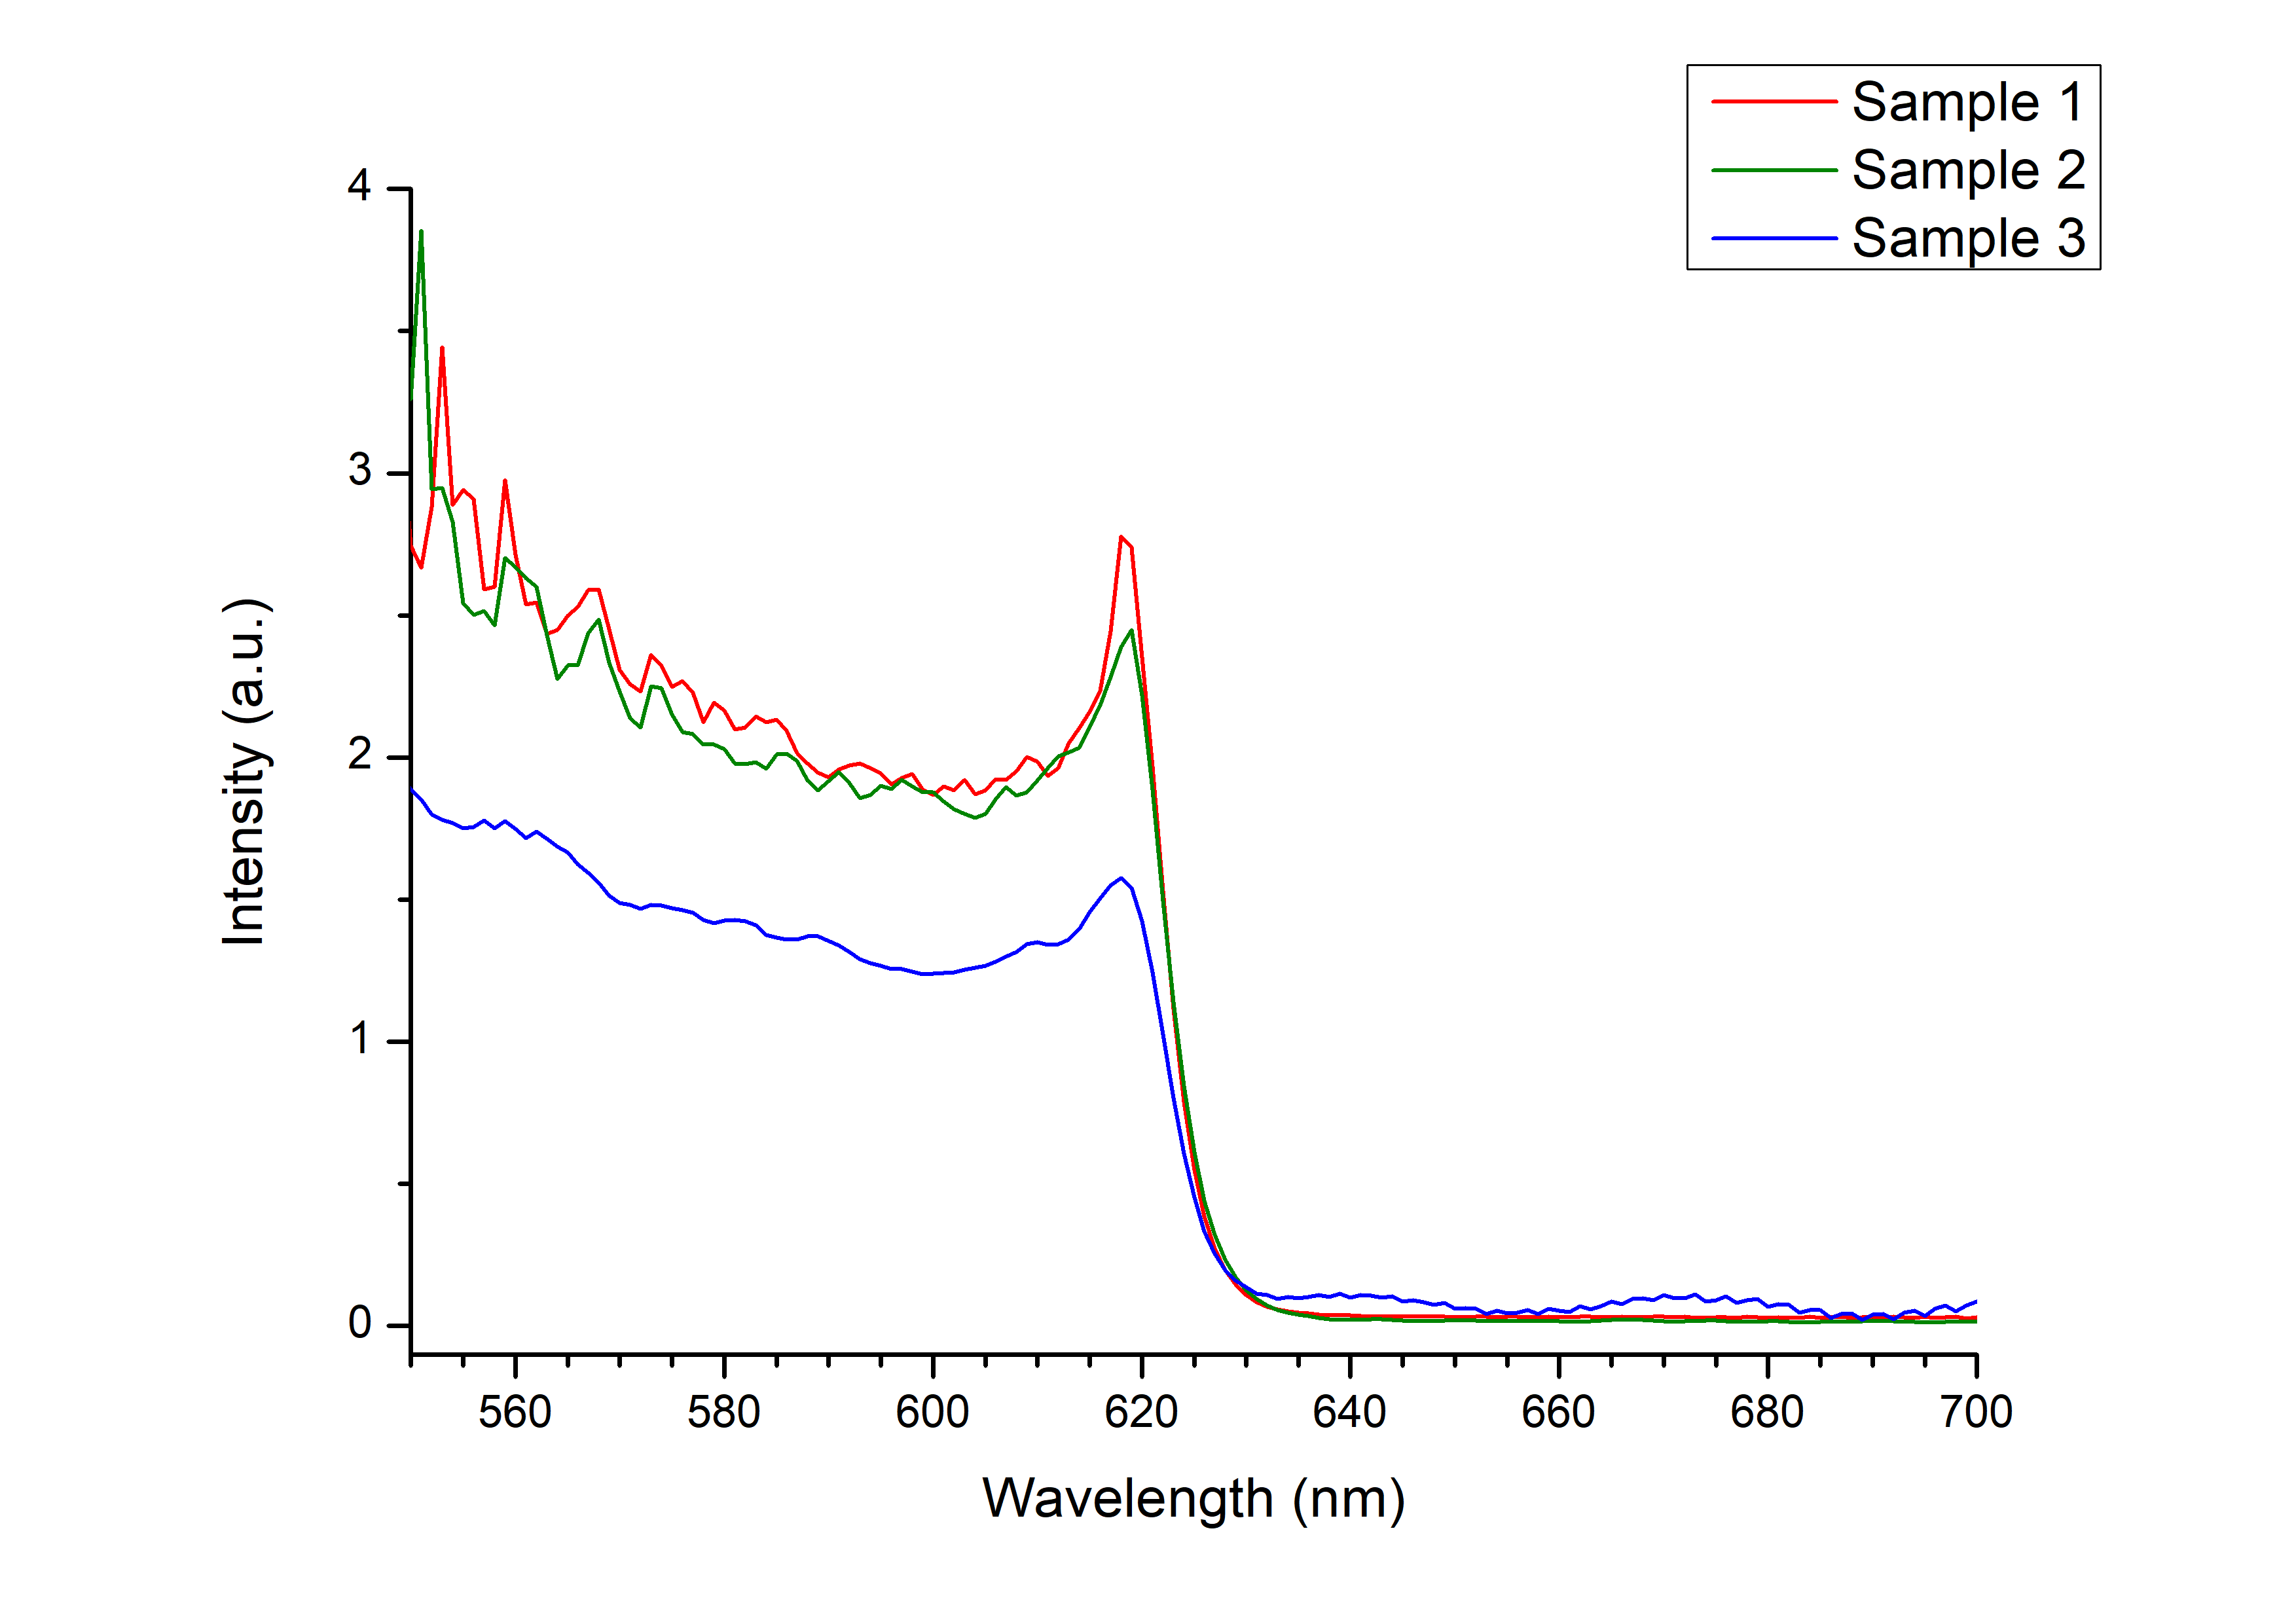 Sample 1
Sample 2
Sample 3
4
3
2
1
0
Intensity (a.u.)
560 580 600 620 640 660 680 700
Wavelength (nm)